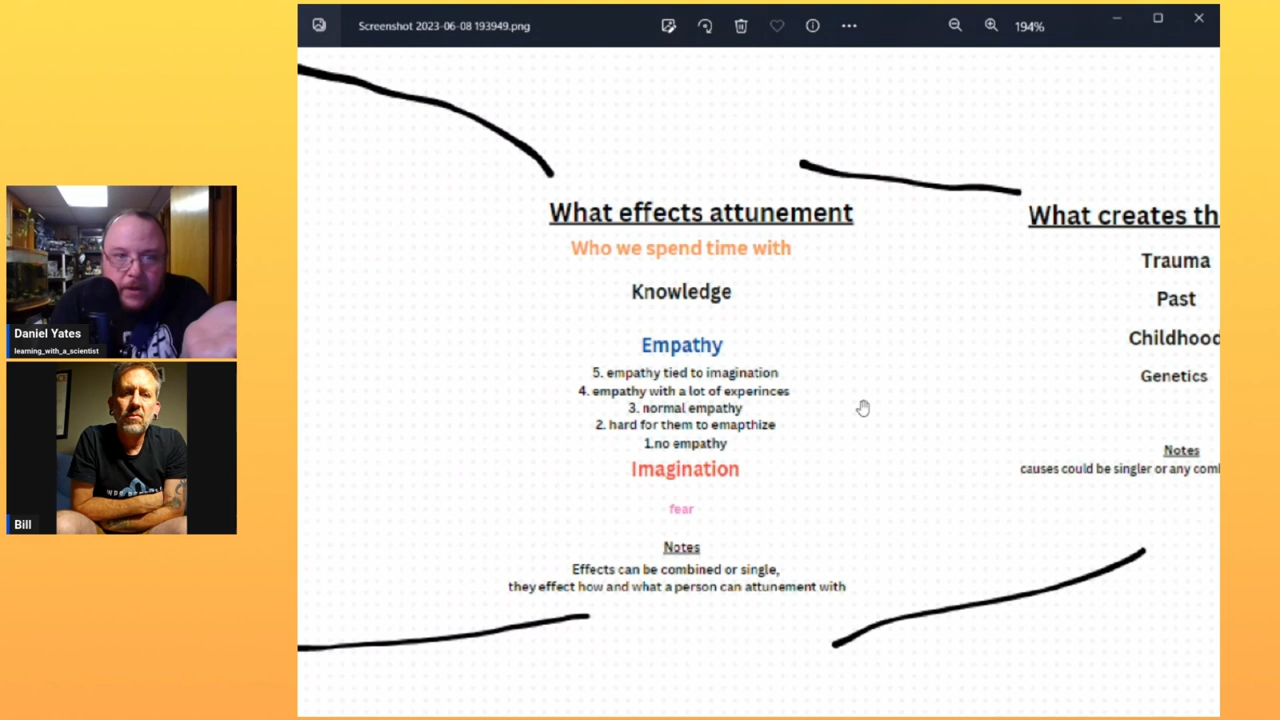 Screenshot 2023-06-08 193949.png
194%
What effects attunement
Who we spend time with
Knowledge
Empathy
5. empathy tied to imagination
4. empathy with a lot of experinces
3. normal empathy
2. hard for them to emapthize
1.no empathy
Imagination
fear
Notes
Effects can be combined or single,
they effect how and what a person can attunement with
What creates th
Trauma
Past
Childhood
Genetics
Notes
causes could be singler or any coml
Daniel Yates
learning_with_a_scientist
Bill